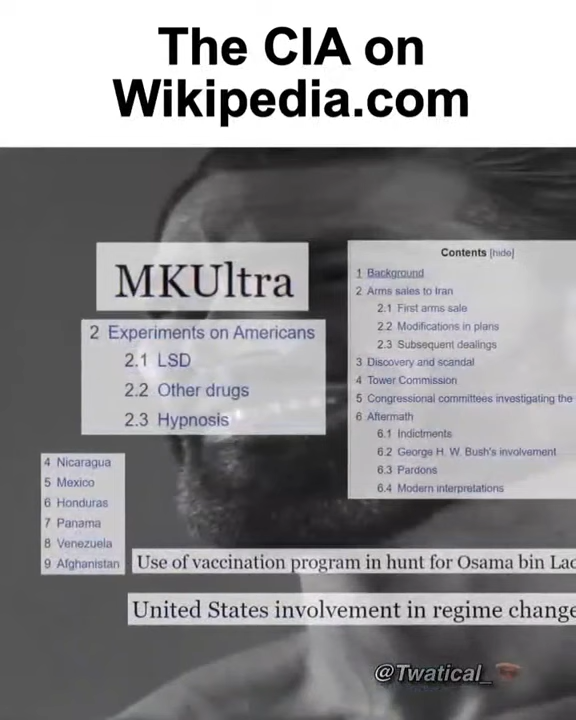 The CIA on
Wikipedia.com
MKUltra
2 Experiments on Americans
2.1 LSD
2.2 Other drugs
2.3 Hypnosis
Contents [hide]
1 Background
2 Arms sales to Iran
2.1 First arms sale
2.2 Modifications in plans
2.3 Subsequent dealings
3 Discovery and scandal
4 Tower Commission
5 Congressional committees investigating the
6 Aftermath
6.1 Indictments
6.2 George H. W. Bush's involvement
6.3 Pardons
6.4 Modern interpretations
4 Nicaragua
5 Mexico
6 Honduras
7 Panama
8 Venezuela
9 Afghanistan
Use of vaccination program in hunt for Osama bin Lad
United States involvement in regime change
@Twatical_